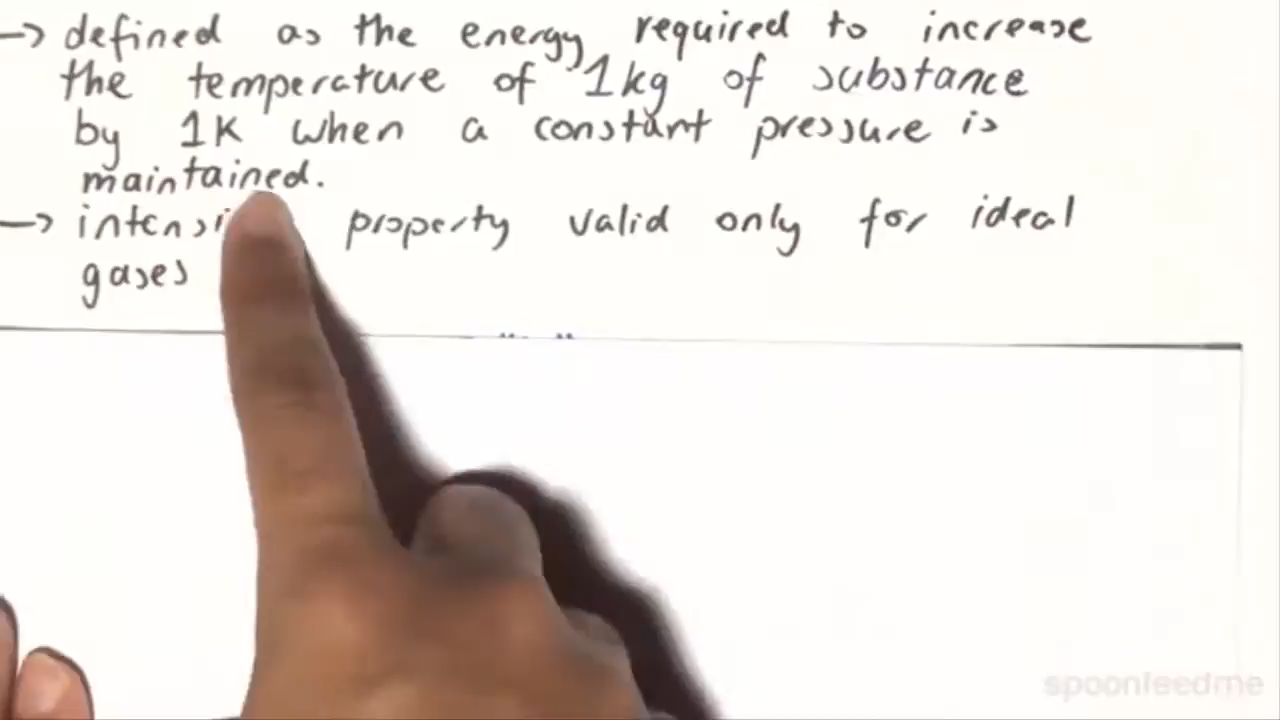 → defined as the energy required to increase
the temperature of 1kg of substance
by 1K when a constant pressure is
maintained.
→ property valid only for ideal
gases
spoonfeedme